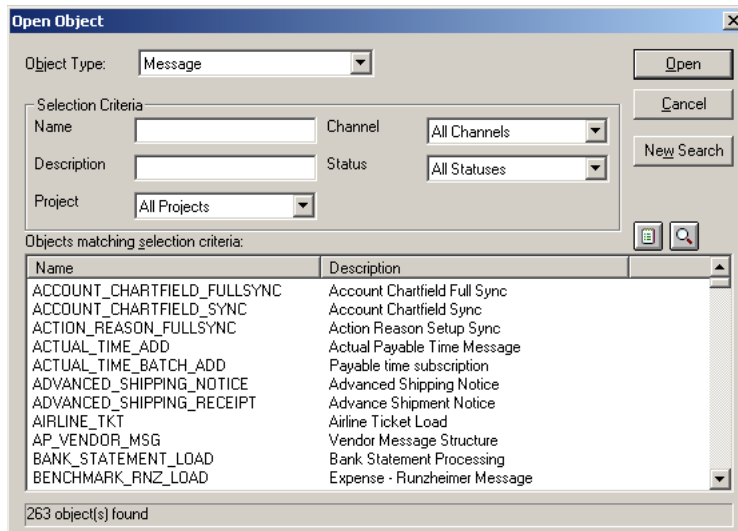 Open Object
Object Type: Message Open
Selection Criteria Cancel
Name Channel All Channels
New Search
Description Status All Statuses
Project All Projects
Objects matching selection criteria:
Name Description
ACCOUNT_CHARTFIELD_FULLSYNC Account Chartfield Full Sync
ACCOUNT_CHARTFIELD_SYNC Account Chartfield Sync
ACTION_REASON_FULLSYNC Action Reason Setup Sync
ACTUAL_TIME_ADD Actual Payable Time Message
ACTUAL_TIME_BATCH_ADD Payable time subscription
ADVANCED_SHIPPING_NOTICE Advanced Shipping Notice
ADVANCED_SHIPPING_RECEIPT Advance Shipment Notice
AIRLINE_TKT Airline Ticket Load
AP_VENDOR_MSG Vendor Message Structure
BANK_STATEMENT_LOAD Bank Statement Processing
BENCHMARK_RNZ_LOAD Expense - Runzheimer Message
263 object(s) found